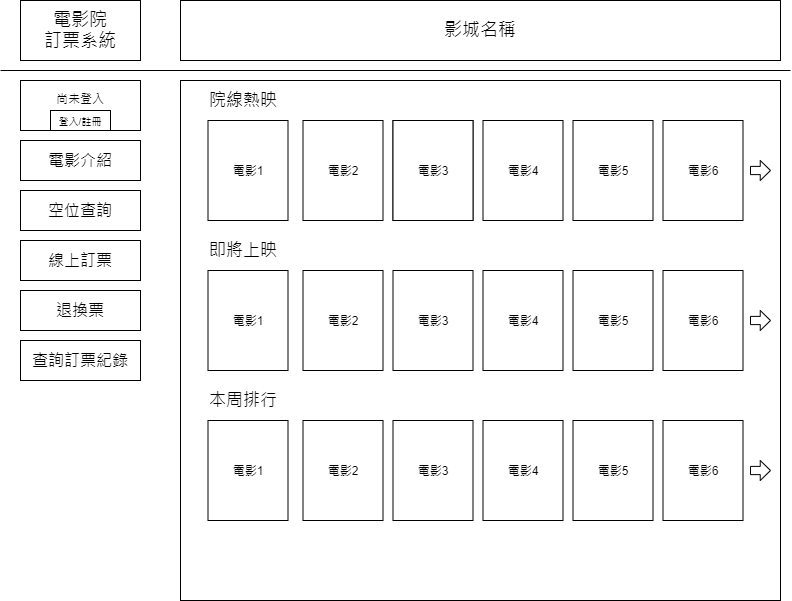 電影院
訂票系統
影城名稱
尚未登入
登入/註冊
電影介紹
空位查詢
線上訂票
退換票
查詢訂票紀錄
院線熱映
電影1
電影2
電影3
電影4
電影5
電影6
即將上映
電影1
電影2
電影3
電影4
電影5
電影6
本周排行
電影1
電影2
電影3
電影4
電影5
電影6